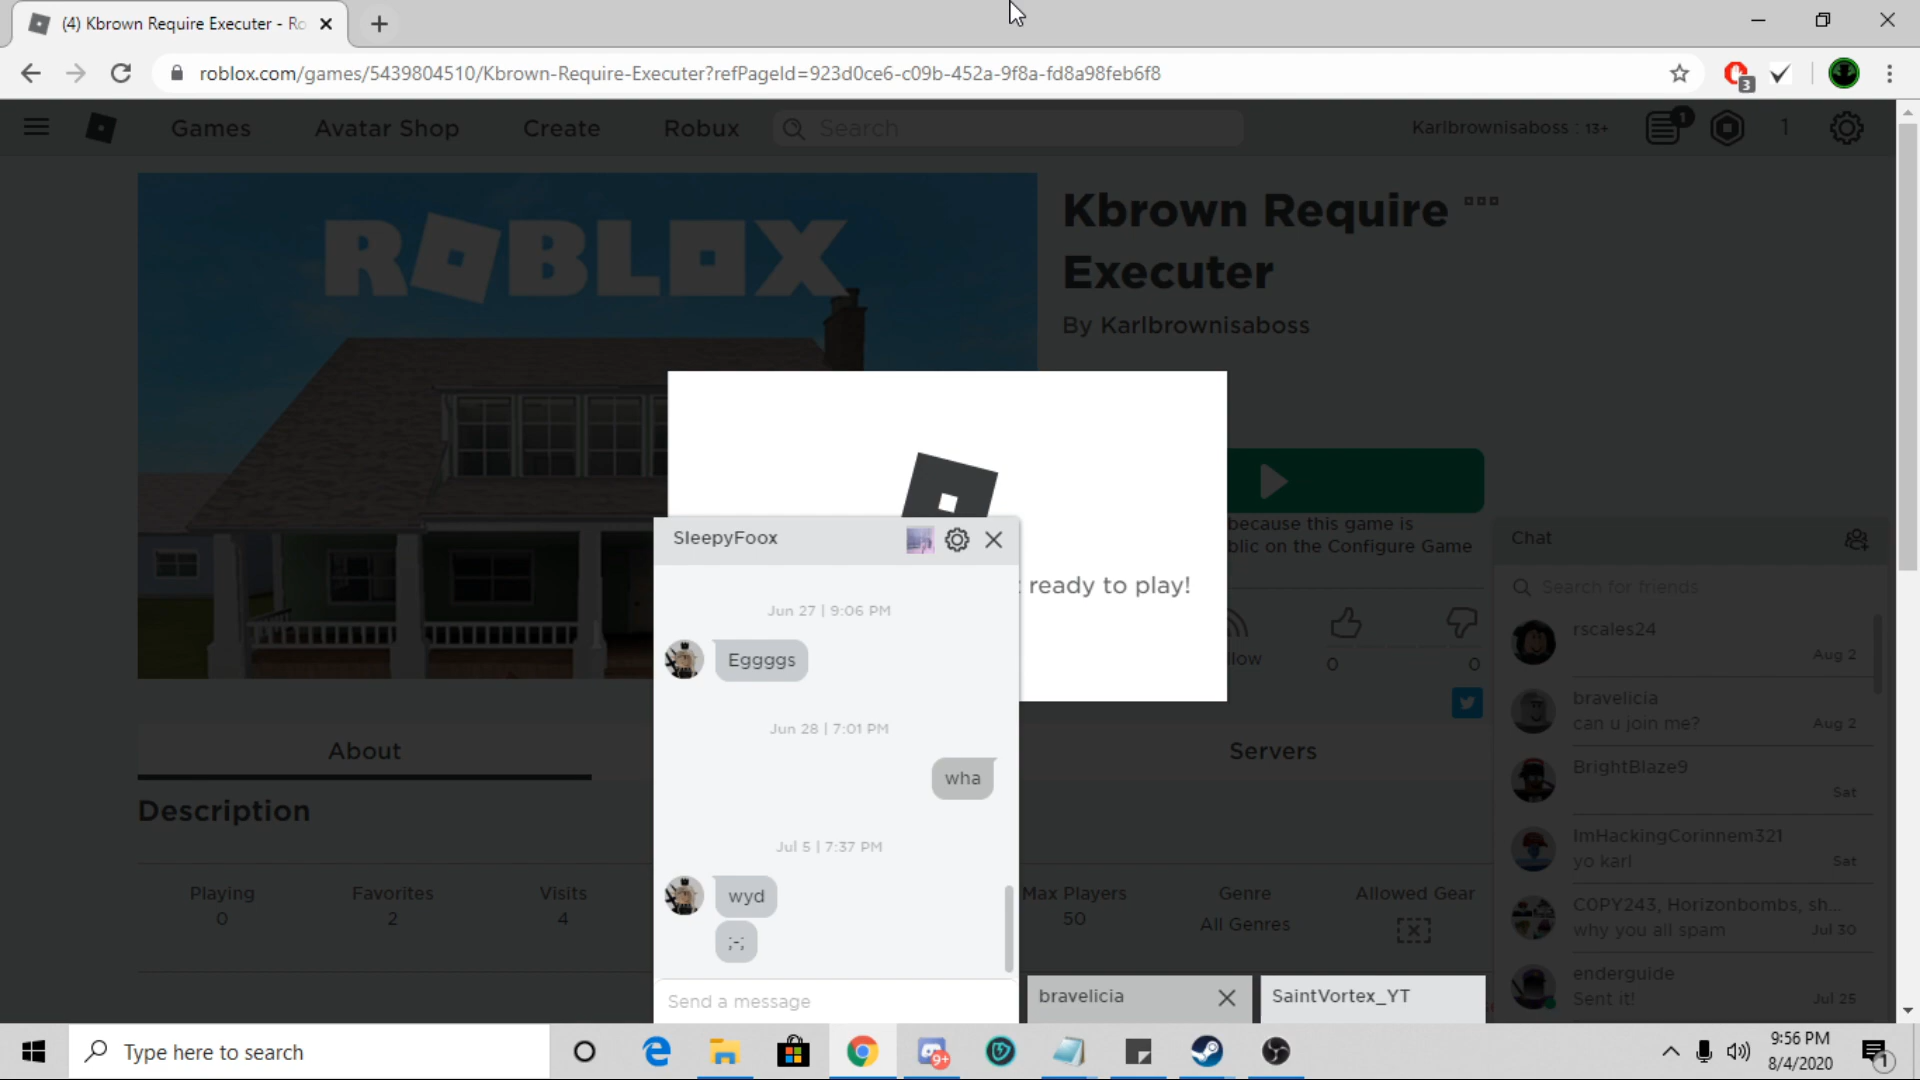 (4) Kbrown Require Executer - Ro
roblox.com/games/5439804510/Kbrown-Require-Executer?refPageId=923d0ce6-c09b-452a-9f8a-fd8a98feb6f8
3
Games
Avatar Shop
Create
Robux
Search
Karlbrownisaboss : 13+
1
1
ROBLOX
Kbrown Require
Executer
By Karlbrownisaboss
because this game is
blic on the Configure Game
ready to play!
llow
0
0
SleepyFoox
Jun 27 | 9:06 PM
Eggggs
Jun 28 | 7:01 PM
wha
Jul 5 | 7:37 PM
wyd
;-;
Send a message
Chat
Search for friends
rscales24
Aug 2
bravelicia
can u join me?
Aug 2
BrightBlaze9
Sat
ImHackingCorinnem321
yo karl
Sat
C0PY243, Horizonbombs, sh...
why you all spam
Jul 30
enderguide
Sent it!
Jul 25
About
Servers
Description
Playing
0
Favorites
2
Visits
4
Max Players
50
Genre
All Genres
Allowed Gear
bravelicia
SaintVortex_YT
Type here to search
9+
9:56 PM
8/4/2020
1